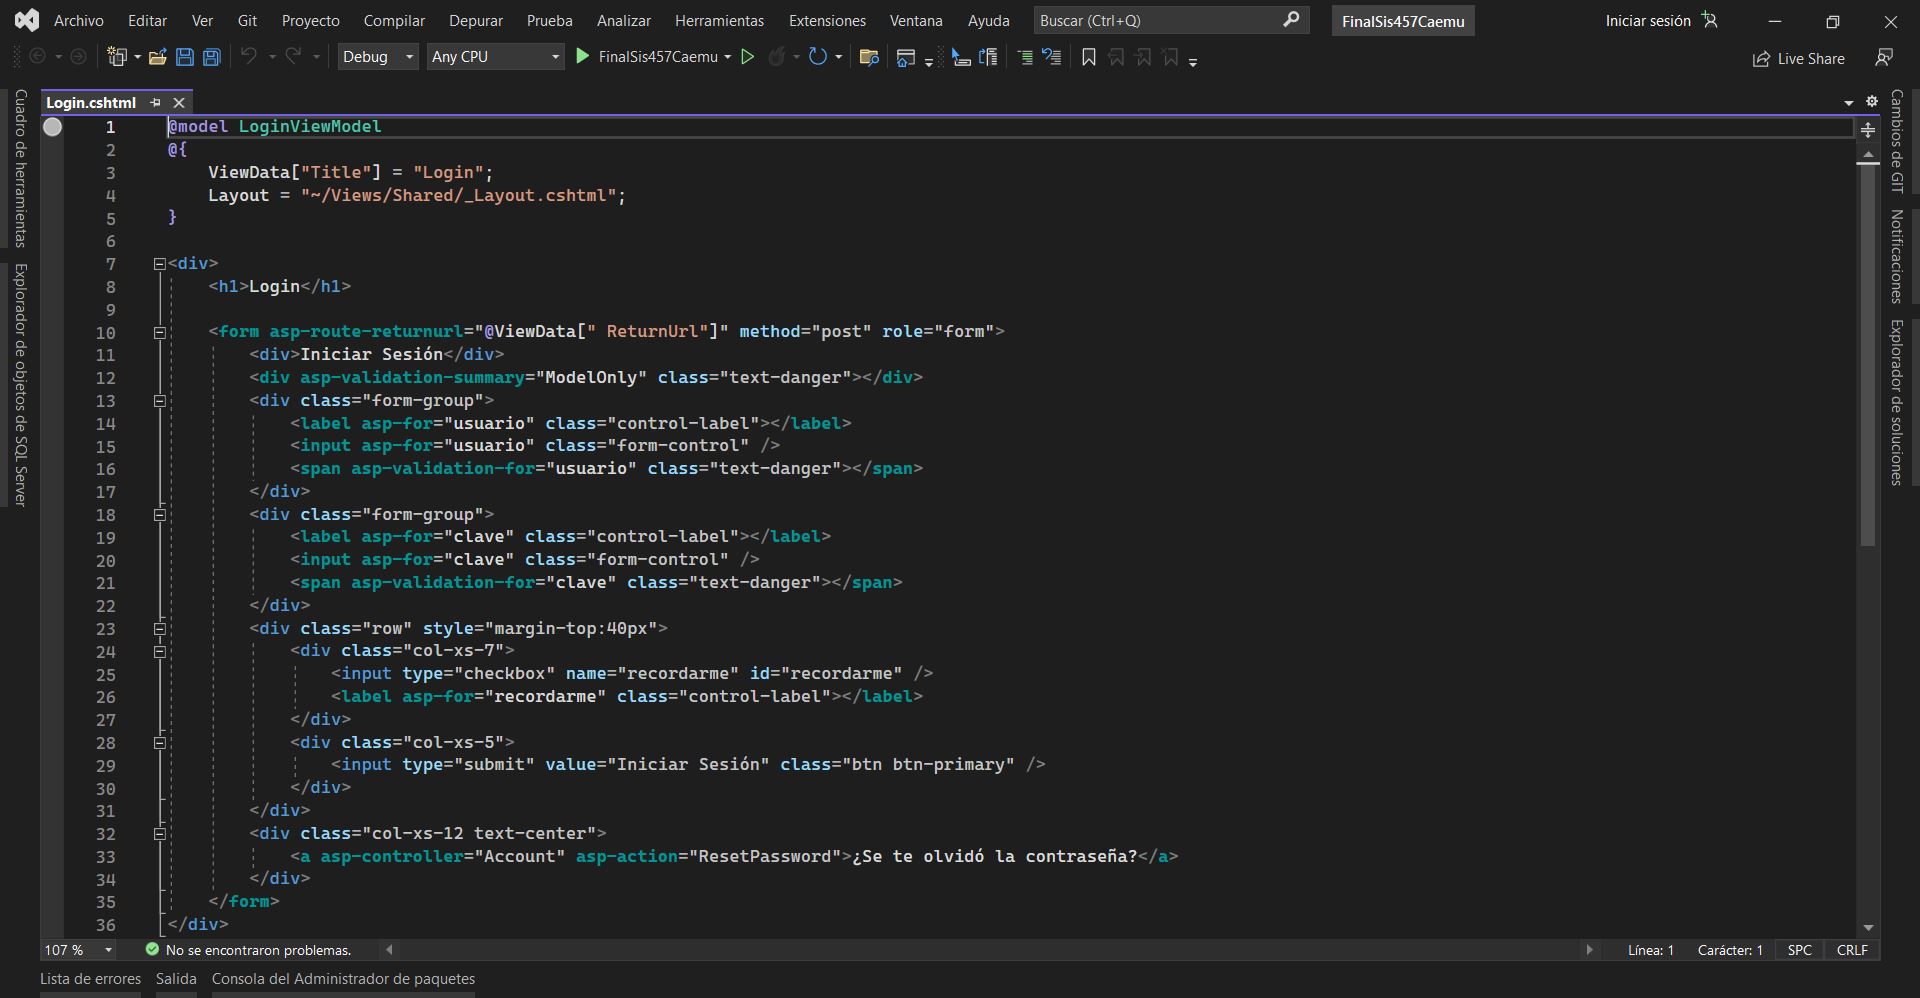 Archivo Editar Ver Git Proyecto Compilar Depurar Prueba Analizar Herramientas Extensiones Ventana Ayuda Buscar (Ctrl+Q) FinalSis457Caemu Iniciar sesión
Debug Any CPU FinalSis457Caemu Live Share
Cuadro de herramientas
Explorador de objetos de SQL Server
Login.cshtml
1 @model LoginViewModel
2 @{
3 ViewData["Title"] = "Login";
4 Layout = "~/Views/Shared/_Layout.cshtml";
5 }
6
7 <div>
8 <h1>Login</h1>
9
10 <form asp-route-returnurl="@ViewData[" ReturnUrl"]" method="post" role="form">
11 <div>Iniciar Sesión</div>
12 <div asp-validation-summary="ModelOnly" class="text-danger"></div>
13 <div class="form-group">
14 <label asp-for="usuario" class="control-label"></label>
15 <input asp-for="usuario" class="form-control" />
16 <span asp-validation-for="usuario" class="text-danger"></span>
17 </div>
18 <div class="form-group">
19 <label asp-for="clave" class="control-label"></label>
20 <input asp-for="clave" class="form-control" />
21 <span asp-validation-for="clave" class="text-danger"></span>
22 </div>
23 <div class="row" style="margin-top:40px">
24 <div class="col-xs-7">
25 <input type="checkbox" name="recordarme" id="recordarme" />
26 <label asp-for="recordarme" class="control-label"></label>
27 </div>
28 <div class="col-xs-5">
29 <input type="submit" value="Iniciar Sesión" class="btn btn-primary" />
30 </div>
31 </div>
32 <div class="col-xs-12 text-center">
33 <a asp-controller="Account" asp-action="ResetPassword">¿Se te olvidó la contraseña?</a>
34 </div>
35 </form>
36 </div>
Cambios de GIT
Notificaciones
Explorador de soluciones
107 % No se encontraron problemas. Línea: 1 Carácter: 1 SPC CRLF
Lista de errores Salida Consola del Administrador de paquetes